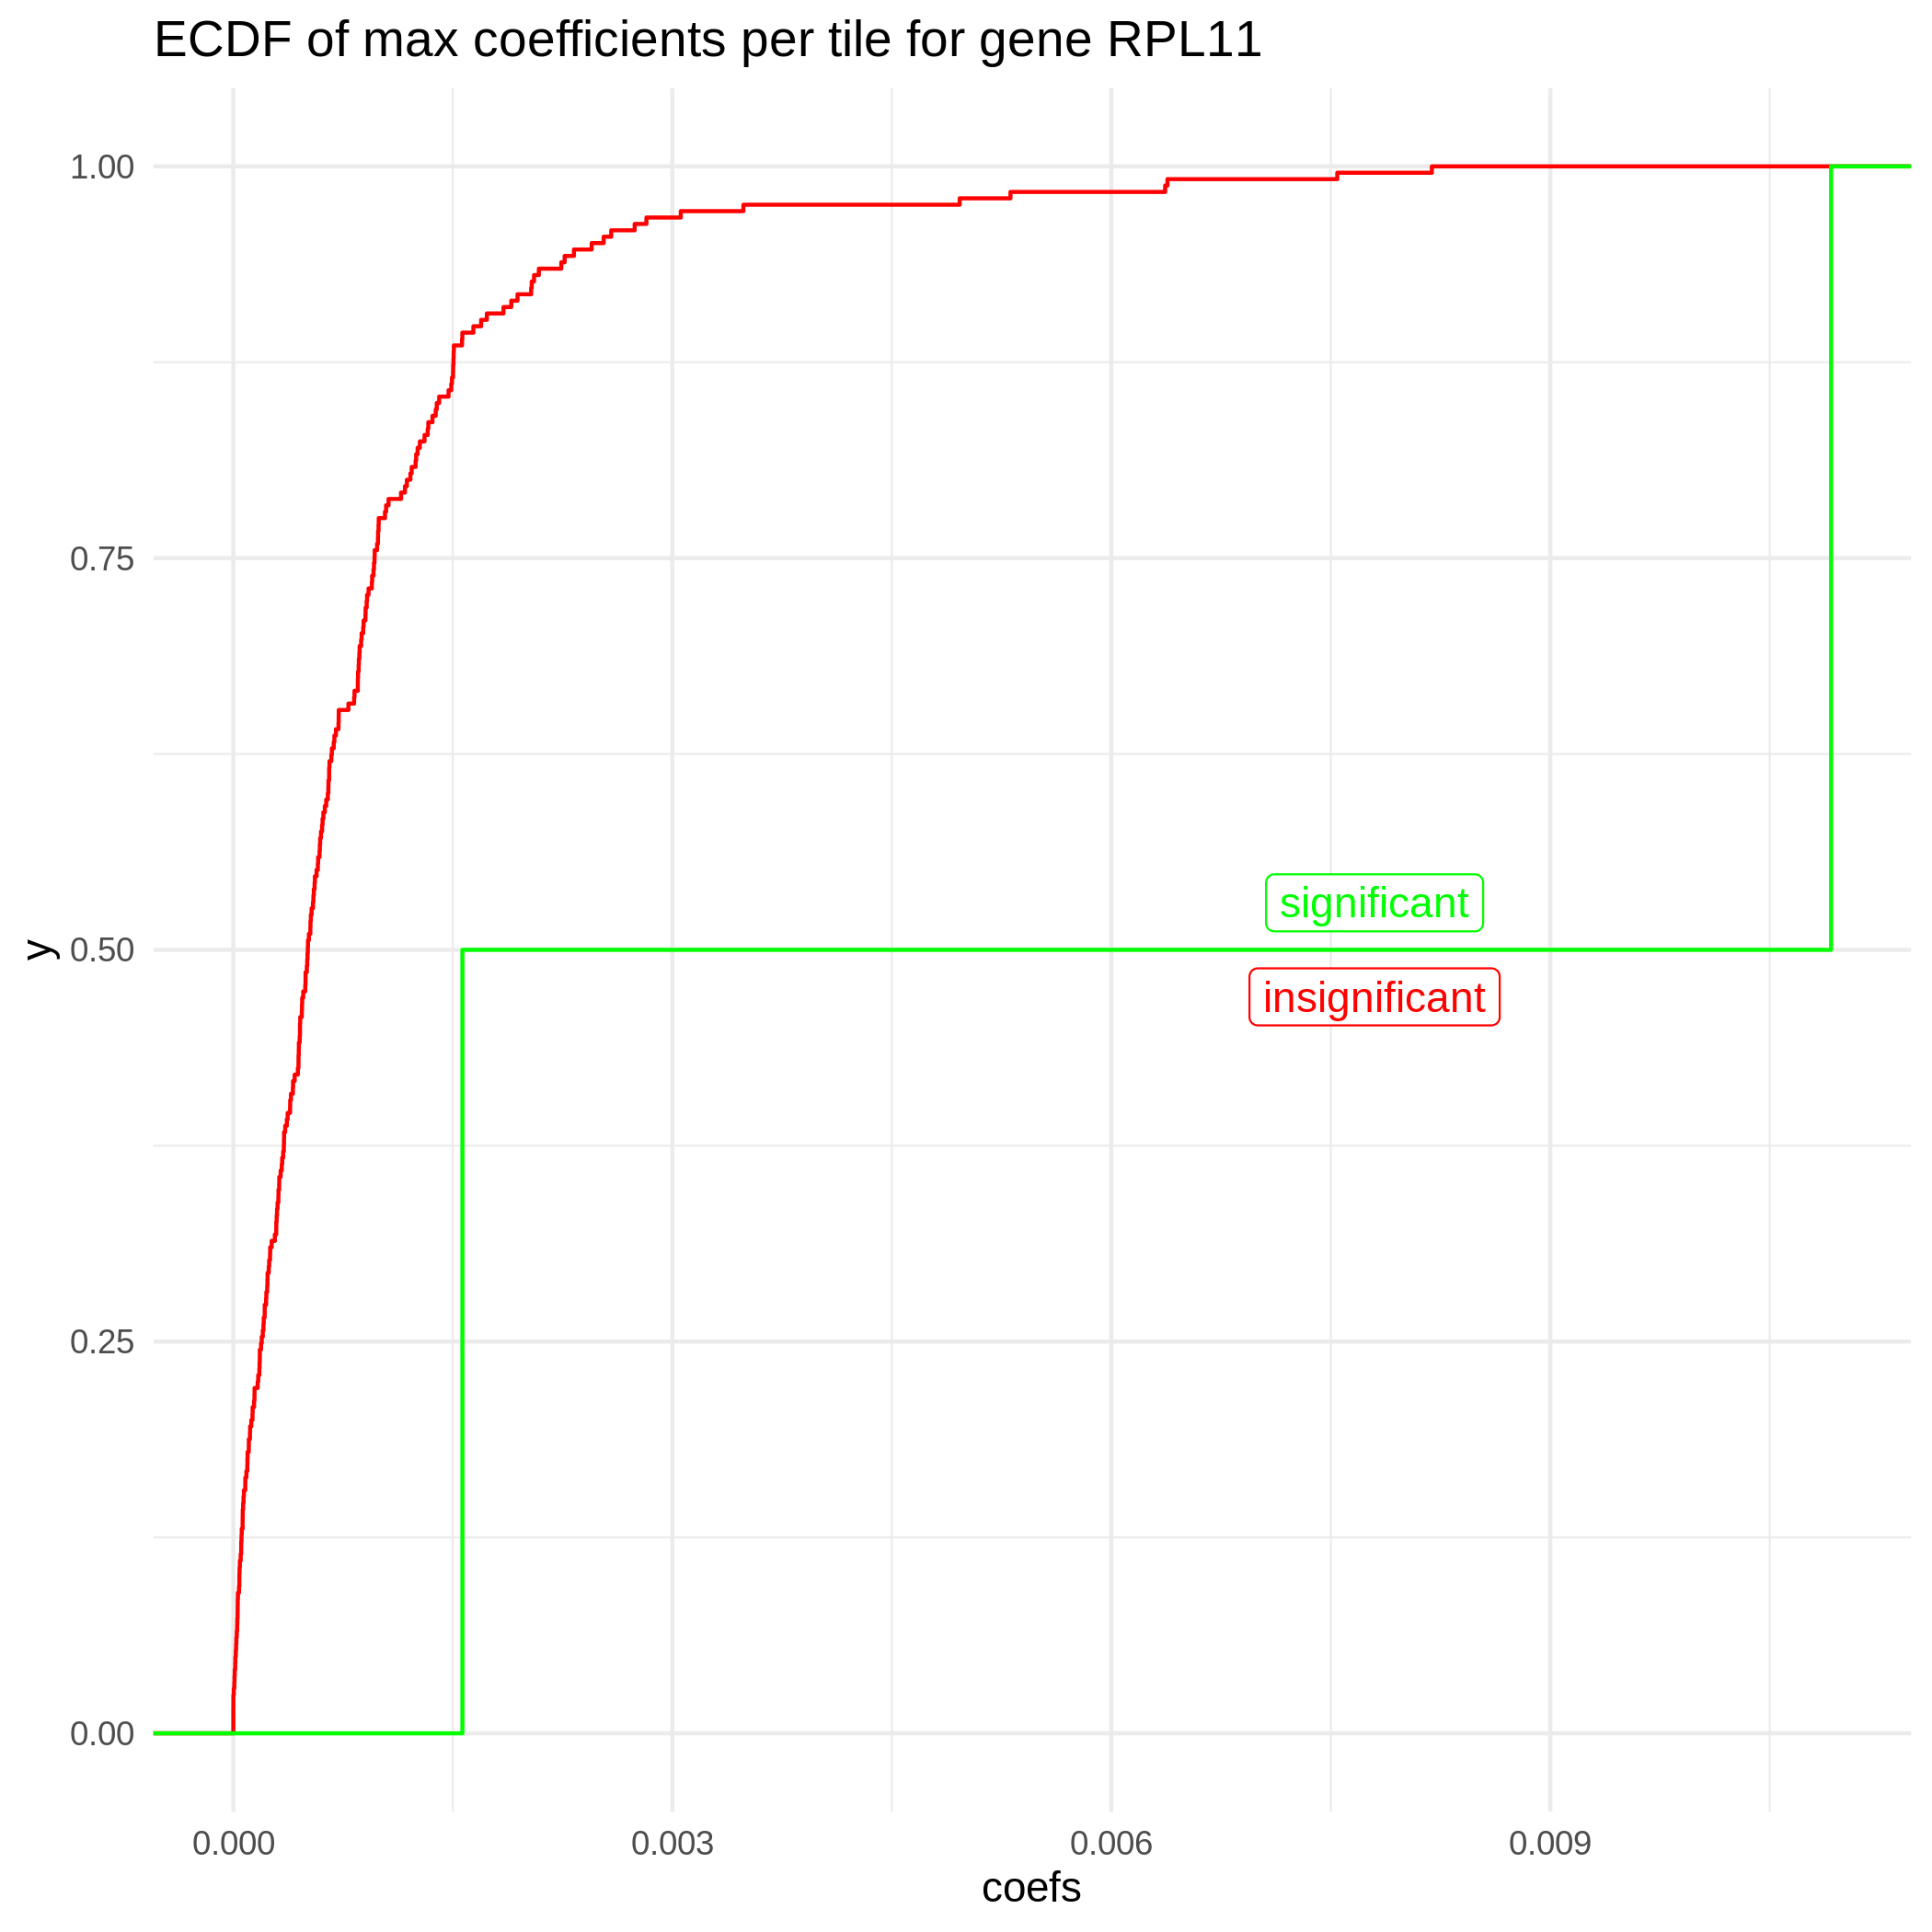 ECDF of max coefficients per tile for gene RPL11
1.00
0.75
0.50
0.25
0.00
y
significant
insignificant
0.000 0.003 0.006 0.009
coefs